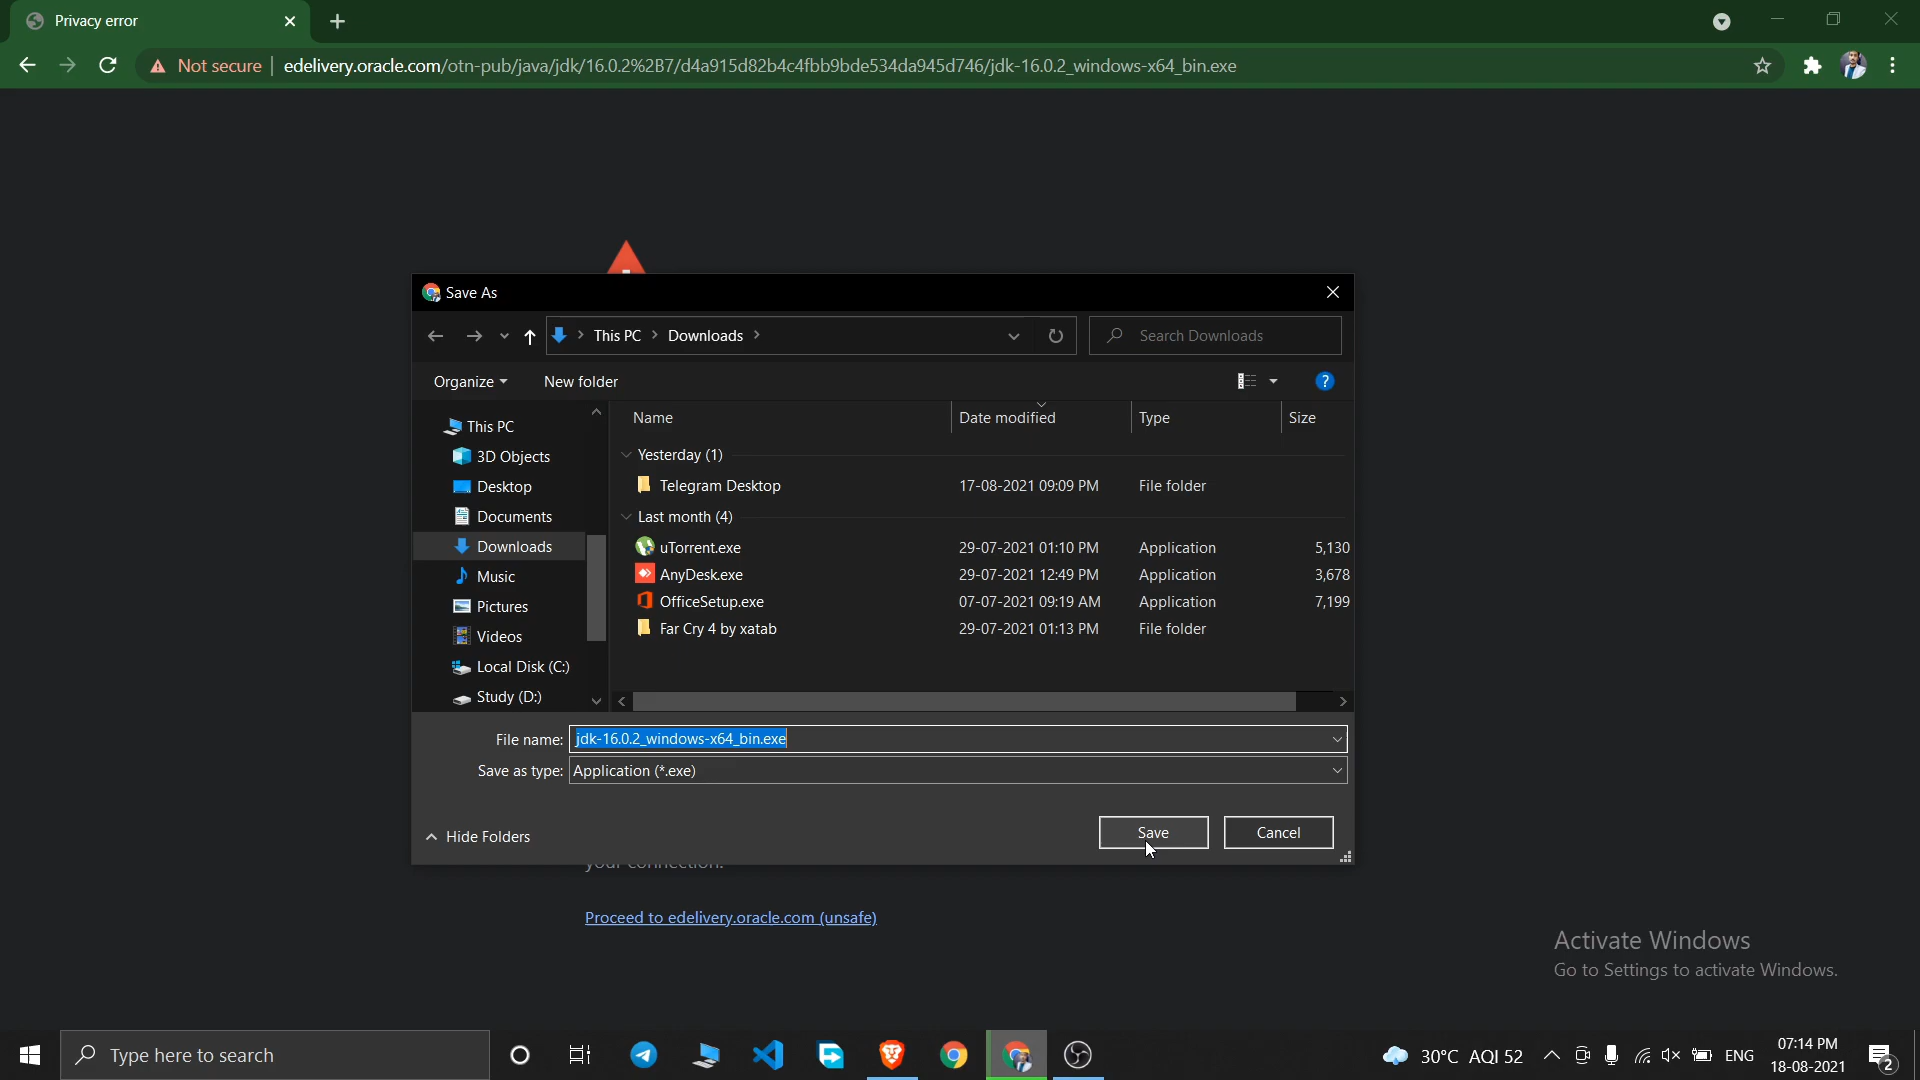 Privacy error
Not secure edelivery.oracle.com/otn-pub/java/jdk/16.0.2%2B7/d4a915d82b4c4fbb9bde534da945d746/jdk-16.0.2_windows-x64_bin.exe
Save As
This PC Downloads
Search Downloads
Organize New folder
Name Date modified Type Size
This PC
3D Objects
Desktop
Documents
Downloads
Music
Pictures
Videos
Local Disk (C:)
Study (D:)
Yesterday (1)
Telegram Desktop 17-08-2021 09:09 PM File folder
Last month (4)
uTorrent.exe 29-07-2021 01:10 PM Application 5,130
AnyDesk.exe 29-07-2021 12:49 PM Application 3,678
OfficeSetup.exe 07-07-2021 09:19 AM Application 7,199
Far Cry 4 by xatab 29-07-2021 01:13 PM File folder
File name: jdk-16.0.2_windows-x64_bin.exe
Save as type: Application (*.exe)
Hide Folders
Save Cancel
your connection.
Proceed to edelivery.oracle.com (unsafe)
Activate Windows
Go to Settings to activate Windows.
Type here to search
30°C AQI 52
ENG
07:14 PM
18-08-2021
2